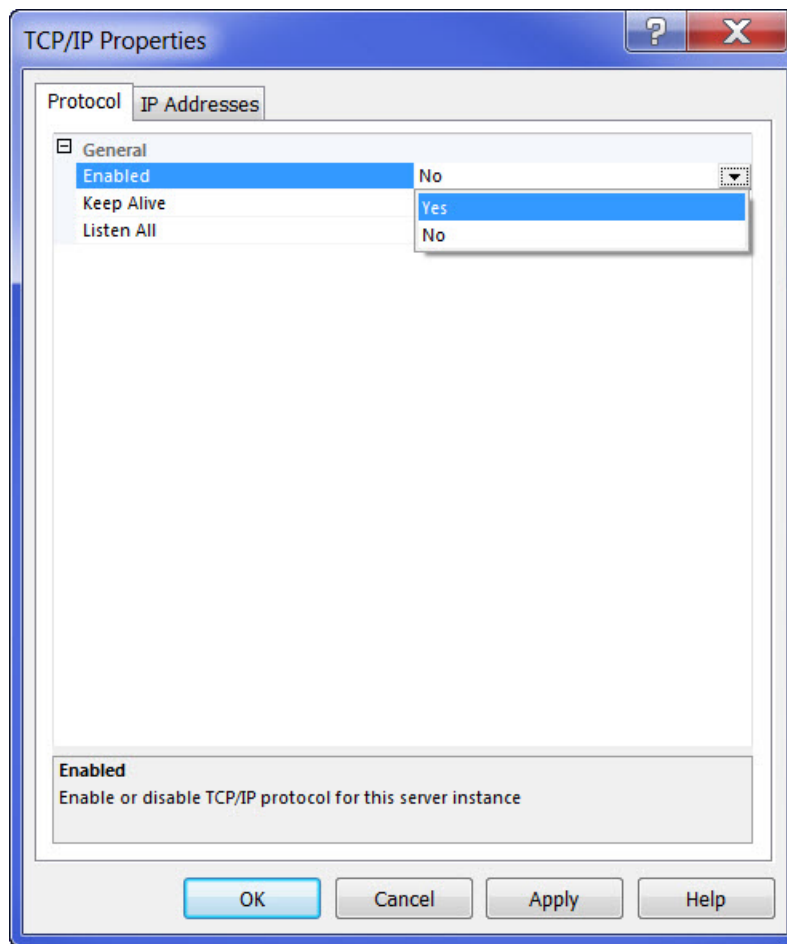 TCP/IP Properties
Protocol IP Addresses
General
Enabled No
Keep Alive Yes
Listen All No
Enabled
Enable or disable TCP/IP protocol for this server instance
OK Cancel Apply Help